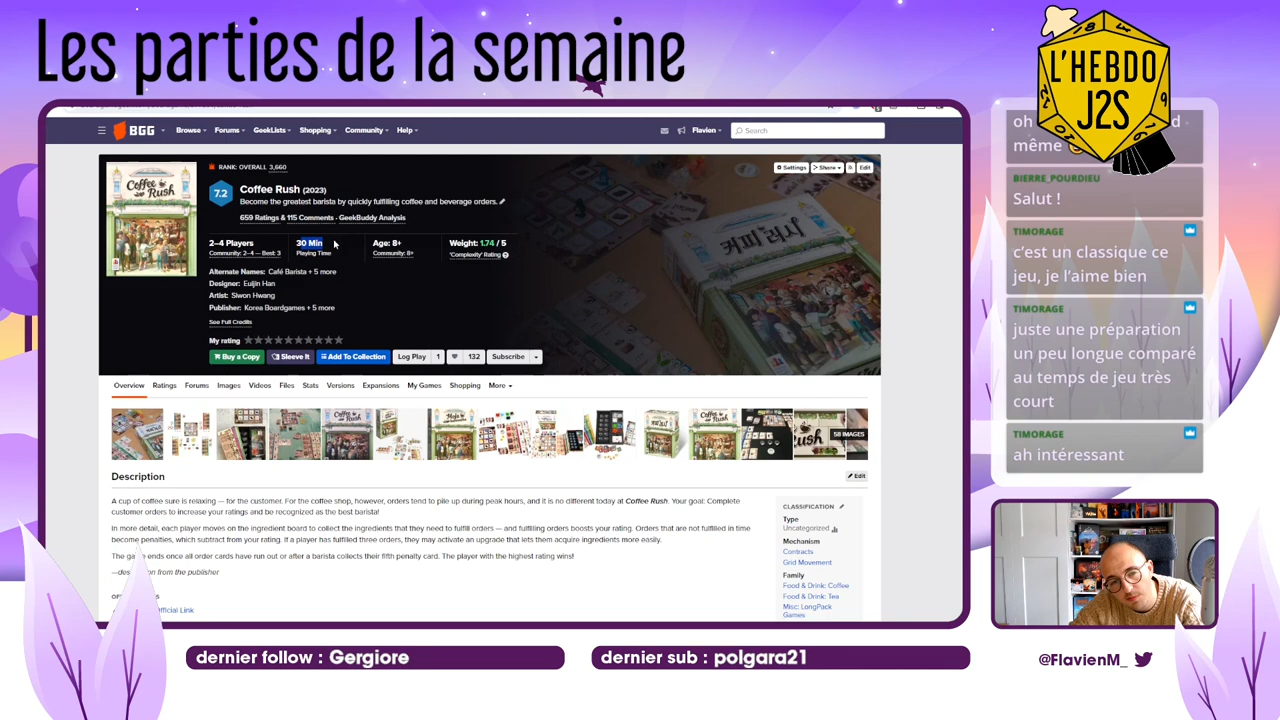 Les parties de la semaine
L'HEBDO
J2S
BGG
Browse
Forums
GeekLists
Shopping
Community
Help
Flavien
Search
RANK: OVERALL 3,660
Settings
Share
Edit
7.2
Coffee Rush (2023)
Become the greatest barista by quickly fulfilling coffee and beverage orders.
659 Ratings & 115 Comments · GeekBuddy Analysis
2–4 Players
Community: 2–4 — Best: 3
30 Min
Playing Time
Age: 8+
Community: 8+
Weight: 1.74 / 5
'Complexity' Rating
Alternate Names: Café Barista + 5 more
Designer: Euijin Han
Artist: Siwon Hwang
Publisher: Korea Boardgames + 5 more
See Full Credits
My rating
Buy a Copy
Sleeve It
Add To Collection
Log Play 1
132
Subscribe
Coffee Rush
커피 러시
Overview
Ratings
Forums
Images
Videos
Files
Stats
Versions
Expansions
My Games
Shopping
More
58 IMAGES
Description
Edit
A cup of coffee sure is relaxing — for the customer. For the coffee shop, however, orders tend to pile up during peak hours, and it is no different today at Coffee Rush. Your goal: Complete
customer orders to increase your ratings and be recognized as the best barista!
In more detail, each player moves on the ingredient board to collect the ingredients that they need to fulfill orders — and fulfilling orders boosts your rating. Orders that are not fulfilled in time
become penalties, which subtract from your rating. If a player has fulfilled three orders, they may activate an upgrade that lets them acquire ingredients more easily.
The ends once all order cards have run out or after a barista collects their fifth penalty card. The player with the highest rating wins!
from the publisher
Link
CLASSIFICATION
Type
Uncategorized
Mechanism
Contracts
Grid Movement
Family
Food & Drink: Coffee
Food & Drink: Tea
Misc: LongPack
Games
oh
même
BIERRE_POURDIEU
Salut !
TIMORAGE
c'est un classique ce
jeu, je l'aime bien
TIMORAGE
juste une préparation
un peu longue comparé
au temps de jeu très
court
TIMORAGE
ah intéressant
dernier follow : Gergiore
dernier sub : polgara21
@FlavienM_